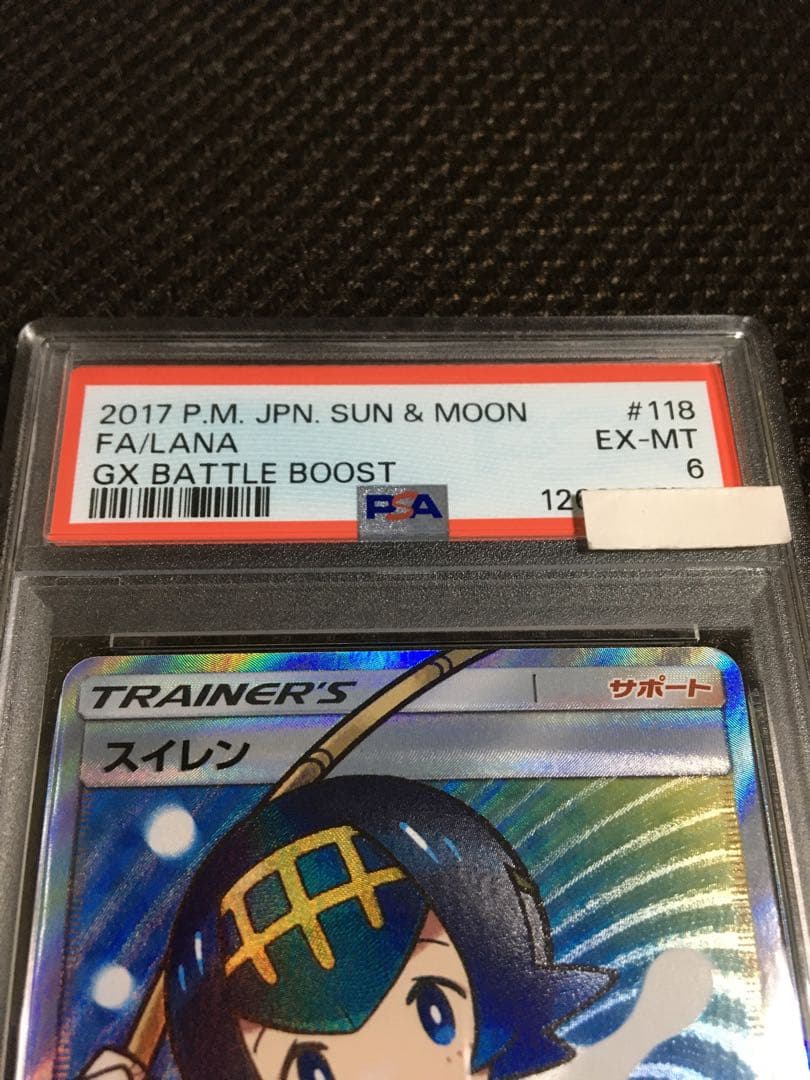 2017 P.M. JPN. SUN & MOON #118
FA/LANA EX-MT
GX BATTLE BOOST 6
PSA
TRAINER'S サポート
スイレン